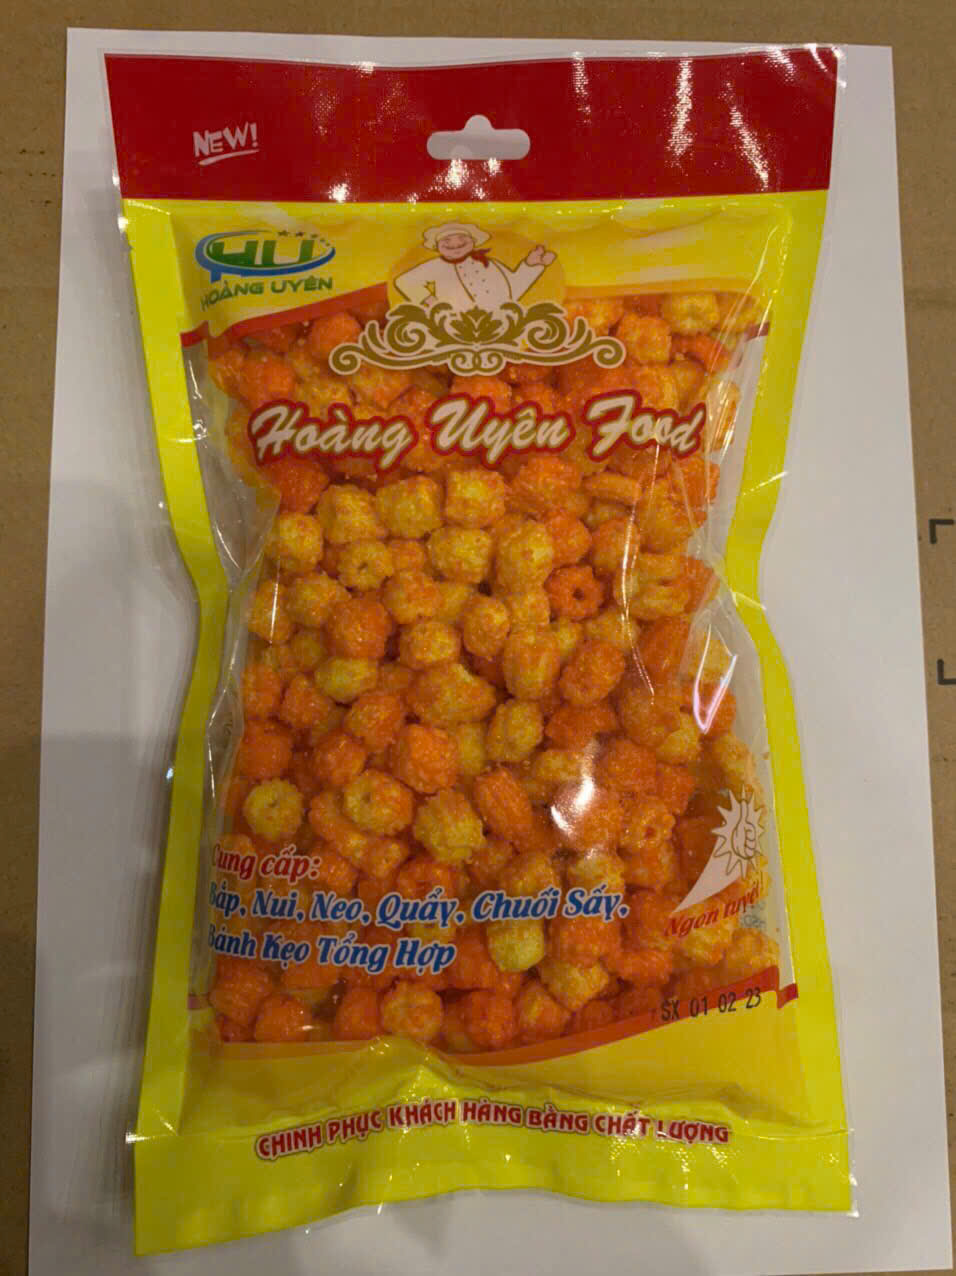 NEW!
HU
HOÀNG UYÊN
Hoàng Uyên Food
Cung cấp:
Bắp, Nui, Neo, Quẩy, Chuối Sấy,
Bánh Kẹo Tổng Hợp
Ngon tuyệt!
SX 01 02 23
CHINH PHỤC KHÁCH HÀNG BẰNG CHẤT LƯỢNG